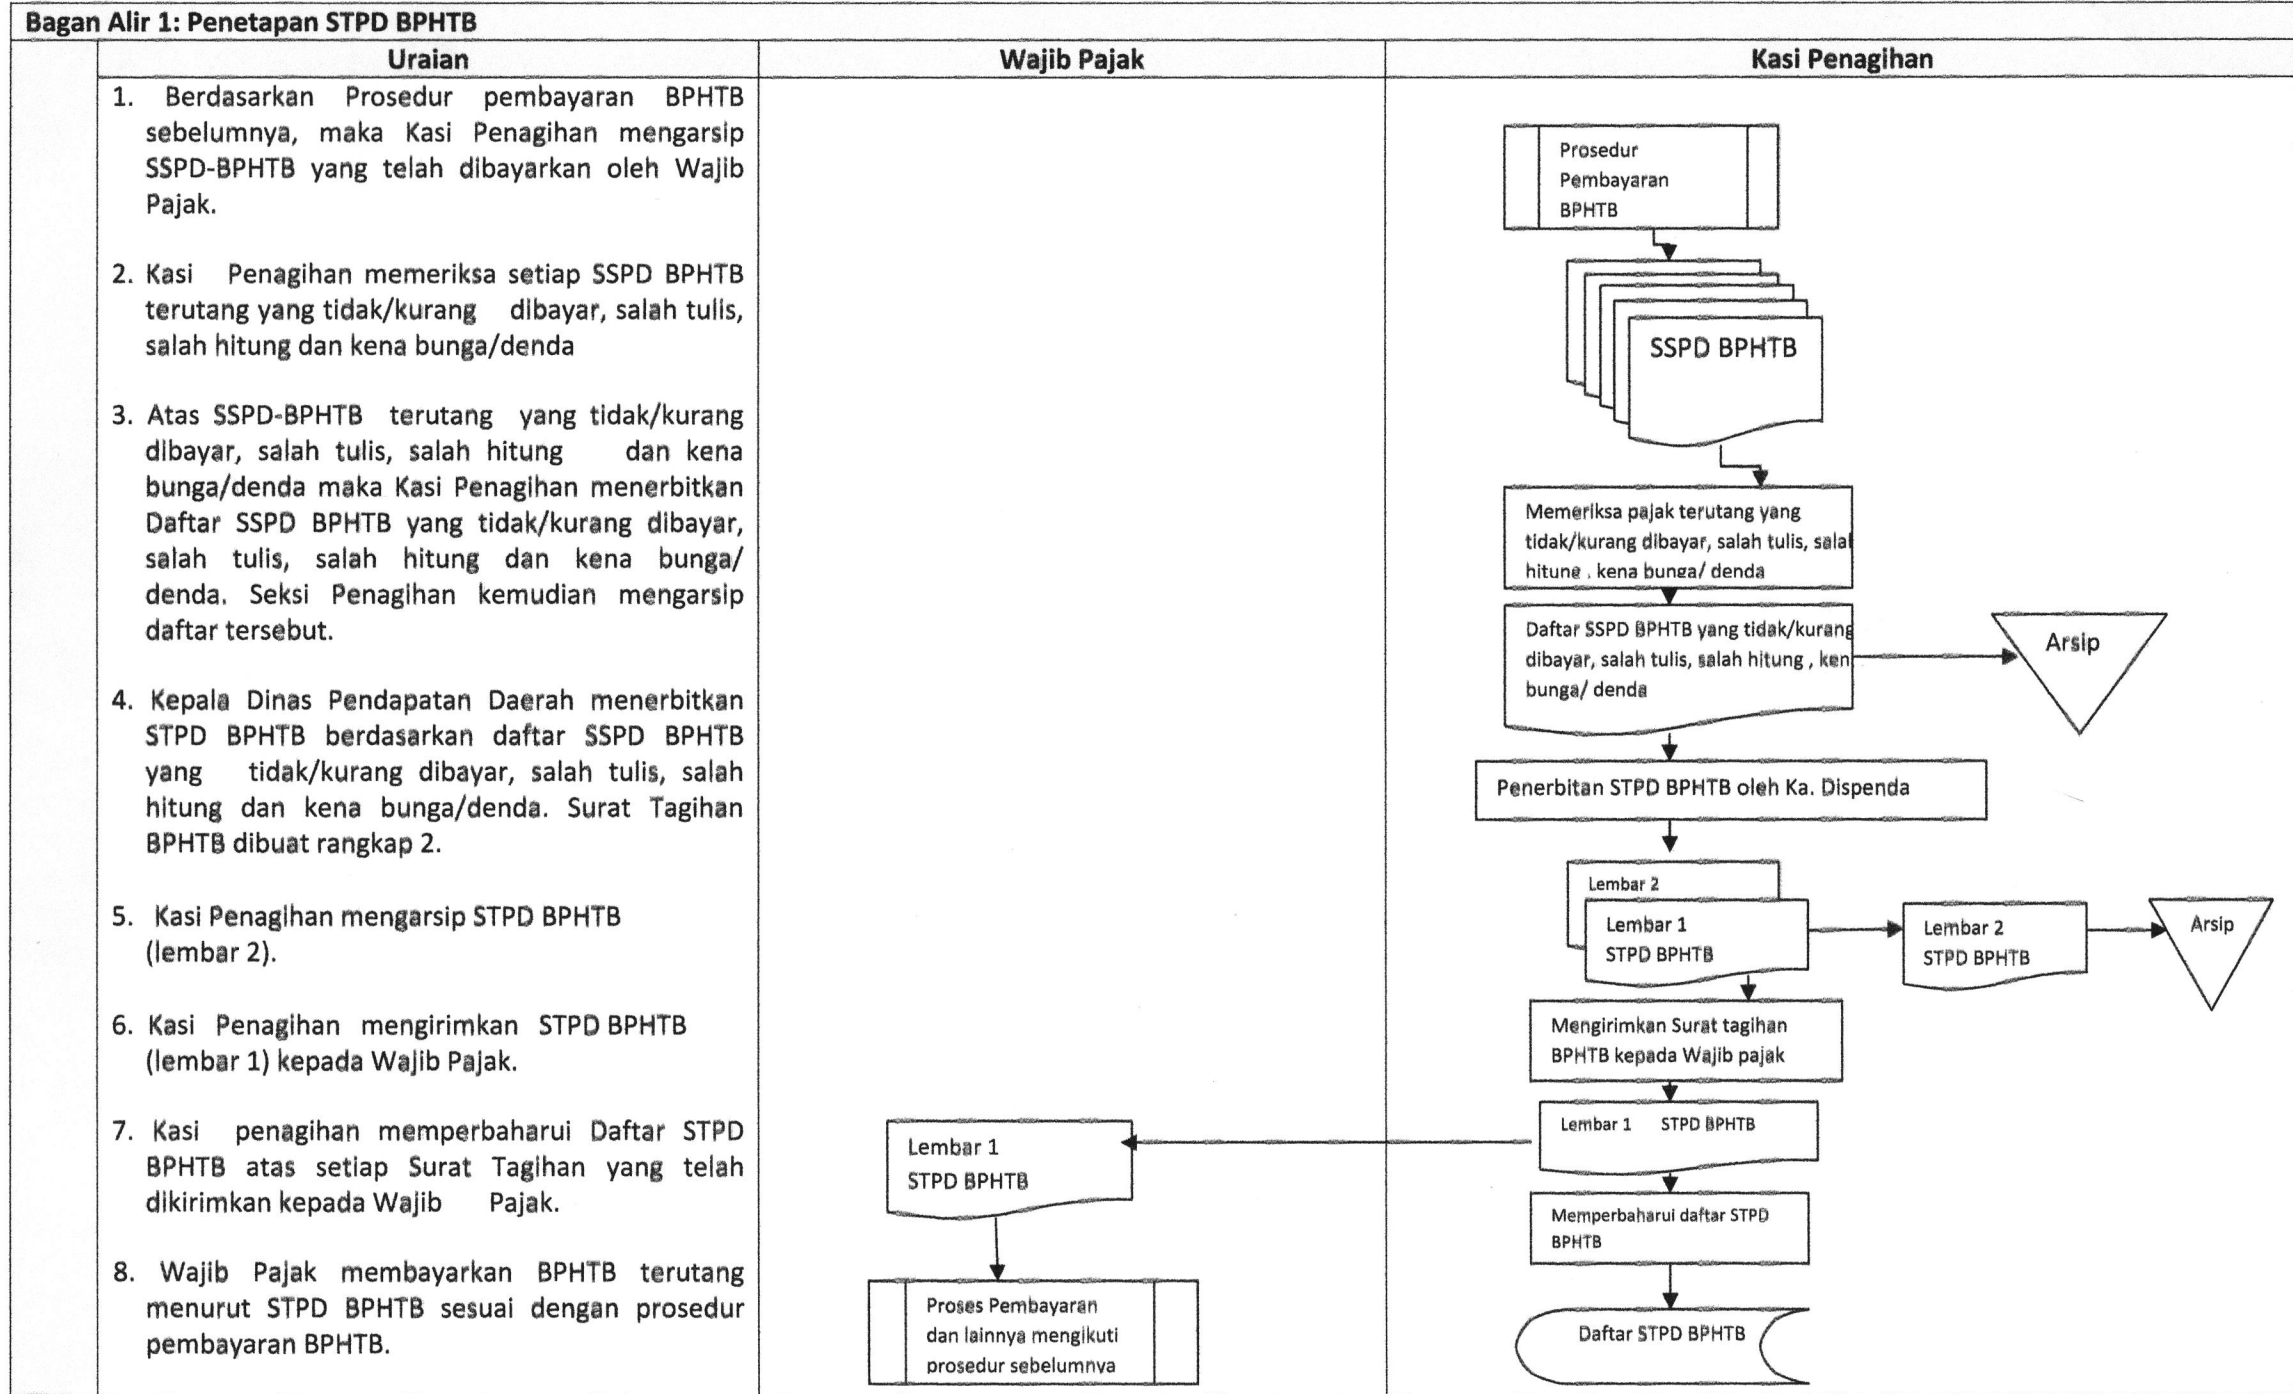 Bagan Alir 1: Penetapan STPD BPHTB
Uraian
Wajib Pajak
Kasi Penagihan
1. Berdasarkan Prosedur pembayaran BPHTB
sebelumnya, maka Kasi Penagihan mengarsip
SSPD-BPHTB yang telah dibayarkan oleh Wajib
Pajak.
2. Kasi Penagihan memeriksa setiap SSPD BPHTB
terutang yang tidak/kurang dibayar, salah tulis,
salah hitung dan kena bunga/denda
3. Atas SSPD-BPHTB terutang yang tidak/kurang
dibayar, salah tulis, salah hitung dan kena
bunga/denda maka Kasi Penagihan menerbitkan
Daftar SSPD BPHTB yang tidak/kurang dibayar,
salah tulis, salah hitung dan kena bunga/
denda. Seksi Penagihan kemudian mengarsip
daftar tersebut.
4. Kepala Dinas Pendapatan Daerah menerbitkan
STPD BPHTB berdasarkan daftar SSPD BPHTB
yang tidak/kurang dibayar, salah tulis, salah
hitung dan kena bunga/denda. Surat Tagihan
BPHTB dibuat rangkap 2.
5. Kasi Penagihan mengarsip STPD BPHTB
(lembar 2).
6. Kasi Penagihan mengirimkan STPD BPHTB
(lembar 1) kepada Wajib Pajak.
7. Kasi penagihan memperbaharui Daftar STPD
BPHTB atas setiap Surat Tagihan yang telah
dikirimkan kepada Wajib Pajak.
8. Wajib Pajak membayarkan BPHTB terutang
menurut STPD BPHTB sesuai dengan prosedur
pembayaran BPHTB.
Lembar 1
STPD BPHTB
Proses Pembayaran
dan lainnya mengikuti
prosedur sebelumnya
Prosedur
Pembayaran
BPHTB
SSPD BPHTB
Memeriksa pajak terutang yang
tidak/kurang dibayar, salah tulis, salal
hitung , kena bunga/ denda
Daftar SSPD BPHTB yang tidak/kurang
dibayar, salah tulis, salah hitung , ken
bunga/ denda
Arsip
Penerbitan STPD BPHTB oleh Ka. Dispenda
Lembar 2
Lembar 1
STPD BPHTB
Lembar 2
STPD BPHTB
Arsip
Mengirimkan Surat tagihan
BPHTB kepada Wajib pajak
Lembar 1 STPD BPHTB
Memperbaharui daftar STPD
BPHTB
Daftar STPD BPHTB